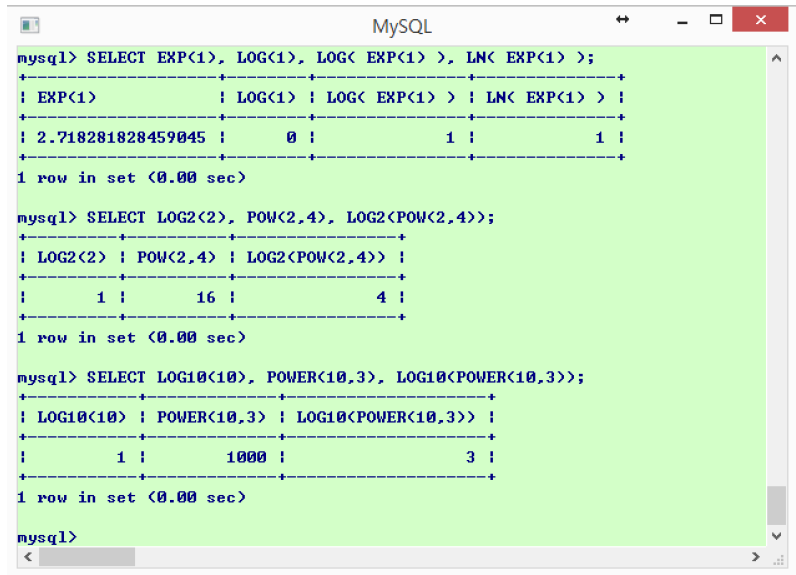 MySQL
mysql> SELECT EXP(1), LOG(1), LOG( EXP(1) ), LN( EXP(1) );
+-------------------+--------+---------------+--------------+
| EXP(1)            | LOG(1) | LOG( EXP(1) ) | LN( EXP(1) ) |
+-------------------+--------+---------------+--------------+
| 2.718281828459045 |      0 |             1 |            1 |
+-------------------+--------+---------------+--------------+
1 row in set (0.00 sec)
mysql> SELECT LOG2(2), POW(2,4), LOG2(POW(2,4));
+---------+----------+----------------+
| LOG2(2) | POW(2,4) | LOG2(POW(2,4)) |
+---------+----------+----------------+
|       1 |       16 |              4 |
+---------+----------+----------------+
1 row in set (0.00 sec)
mysql> SELECT LOG10(10), POWER(10,3), LOG10(POWER(10,3));
+-----------+-------------+--------------------+
| LOG10(10) | POWER(10,3) | LOG10(POWER(10,3)) |
+-----------+-------------+--------------------+
|         1 |        1000 |                  3 |
+-----------+-------------+--------------------+
1 row in set (0.00 sec)
mysql>